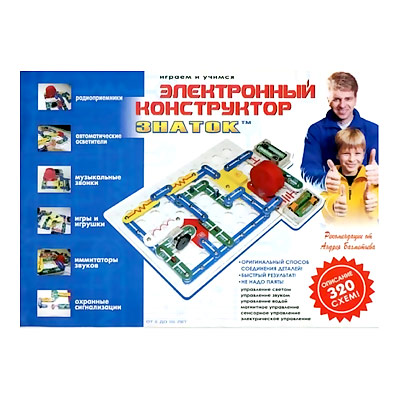 играем и учимся
ЭЛЕКТРОННЫЙ
КОНСТРУКТОР
ЗНАТОК™
радиоприемники
автоматические
осветители
музыкальные
звонки
игры и
игрушки
иммитаторы
звуков
охранные
сигнализации
Рекомендации от
Андрея Бахметьева
• ОРИГИНАЛЬНЫЙ СПОСОБ
СОЕДИНЕНИЯ ДЕТАЛЕЙ!
• БЫСТРЫЙ РЕЗУЛЬТАТ!
• НЕ НАДО ПАЯТЬ!
управление светом
управление звуком
управление водой
магнитное управление
сенсорное управление
электрическое управление
ОПИСАНИЕ
320
СХЕМ!